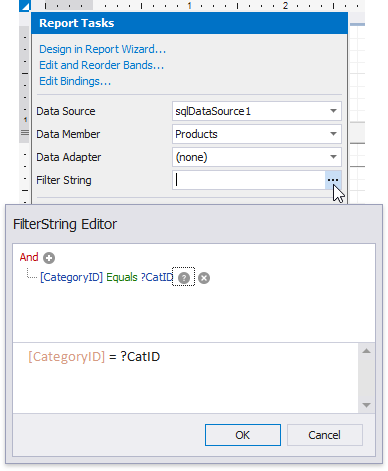 1 2
Report Tasks
Design in Report Wizard...
Edit and Reorder Bands...
Edit Bindings...
1
Data Source sqlDataSource1
Data Member Products
Data Adapter (none)
Filter String ...
FilterString Editor
And
[CategoryID] Equals ?CatID ?
[CategoryID] = ?CatID
OK Cancel